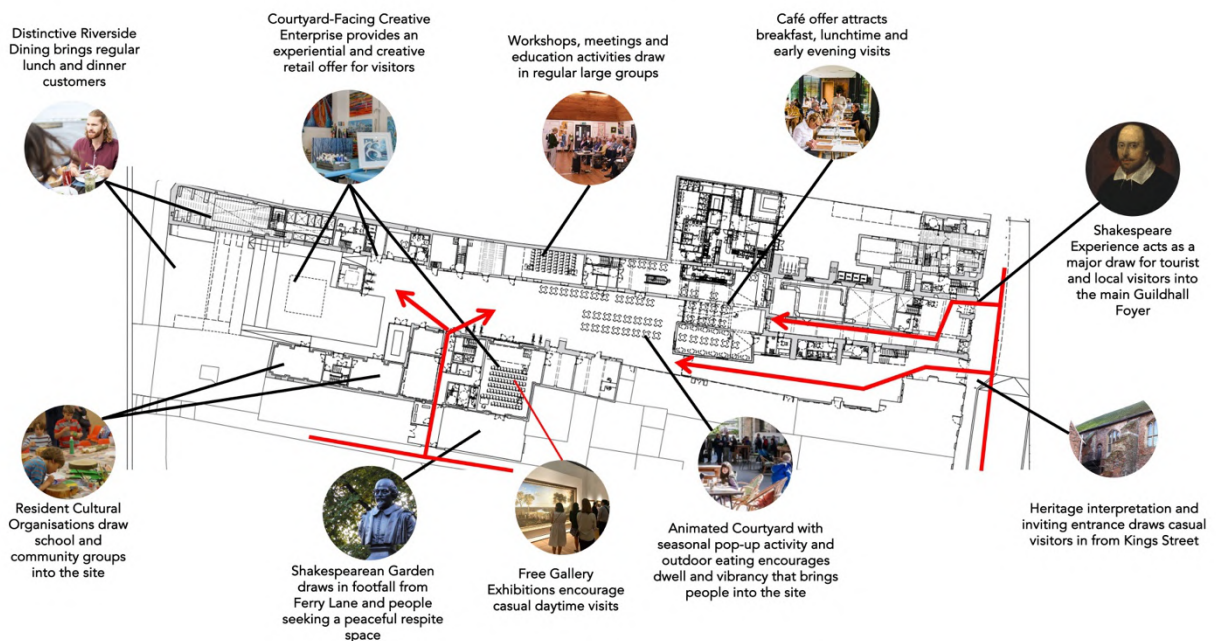 Distinctive Riverside
Dining brings regular
lunch and dinner
customers
Courtyard-Facing Creative
Enterprise provides an
experiential and creative
retail offer for visitors
Workshops, meetings and
education activities draw
in regular large groups
Café offer attracts
breakfast, lunchtime and
early evening visits
Shakespeare
Experience acts as a
major draw for tourist
and local visitors into
the main Guildhall
Foyer
Resident Cultural
Organisations draw
school and
community groups
into the site
Shakespearean Garden
draws in footfall from
Ferry Lane and people
seeking a peaceful respite
space
Free Gallery
Exhibitions encourage
casual daytime visits
Animated Courtyard with
seasonal pop-up activity and
outdoor eating encourages
dwell and vibrancy that brings
people into the site
Heritage interpretation and
inviting entrance draws casual
visitors in from Kings Street